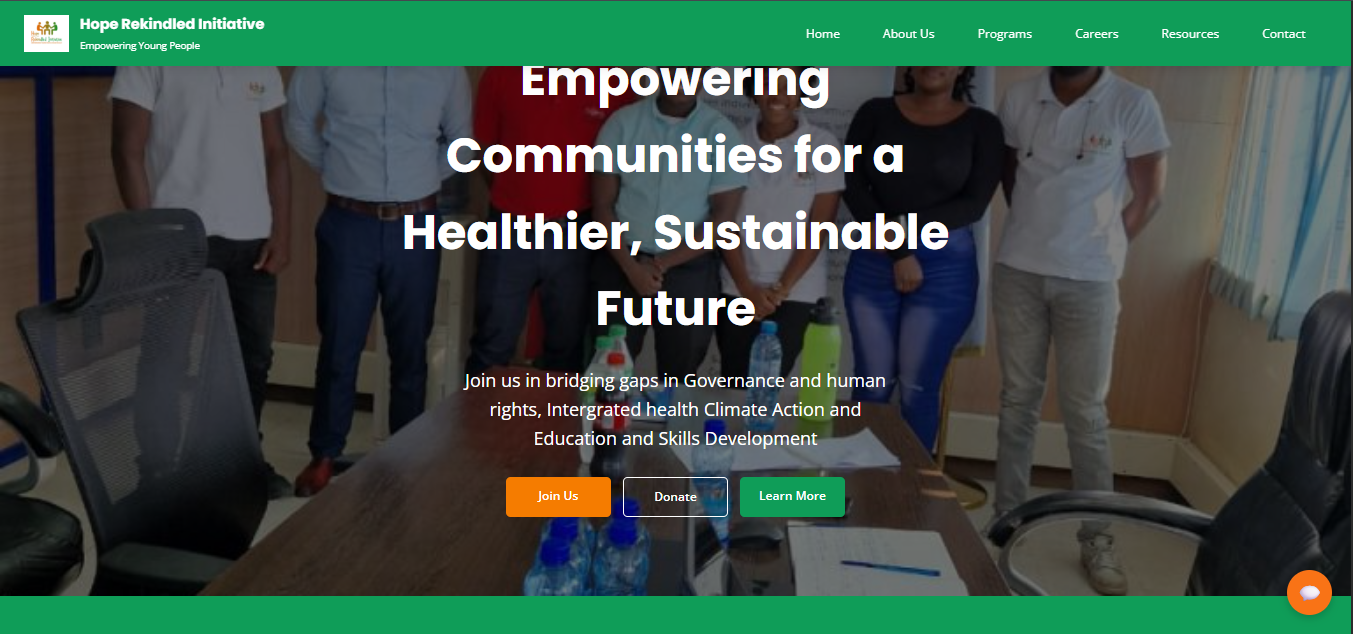 Hope Rekindled Initiative
Empowering Young People
Home About Us Programs Careers Resources Contact
Empowering
Communities for a
Healthier, Sustainable
Future
Join us in bridging gaps in Governance and human
rights, Intergrated health Climate Action and
Education and Skills Development
Join Us Donate Learn More